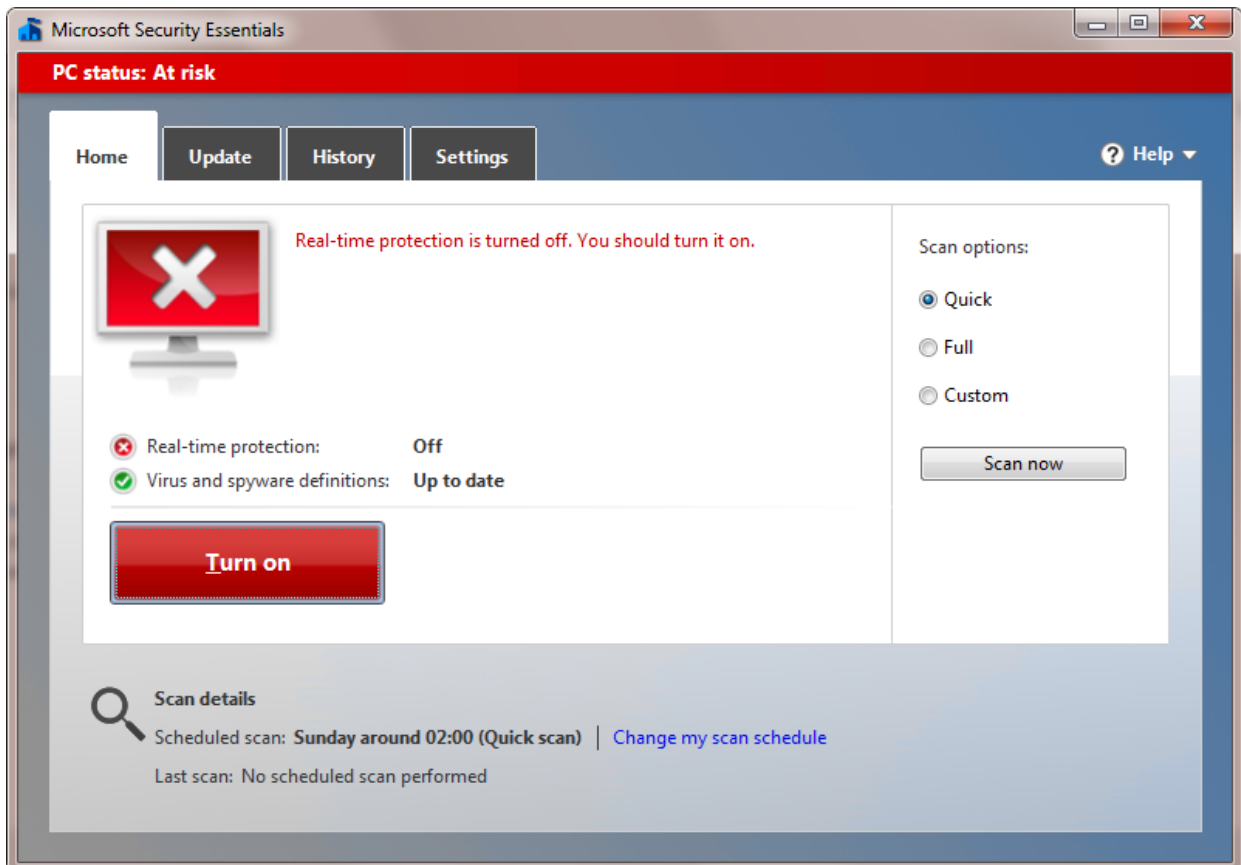 Microsoft Security Essentials
PC status: At risk
Home Update History Settings Help
Real-time protection is turned off. You should turn it on.
Scan options:
Quick
Full
Custom
Real-time protection: Off
Virus and spyware definitions: Up to date
Scan now
Turn on
Scan details
Scheduled scan: Sunday around 02:00 (Quick scan) | Change my scan schedule
Last scan: No scheduled scan performed